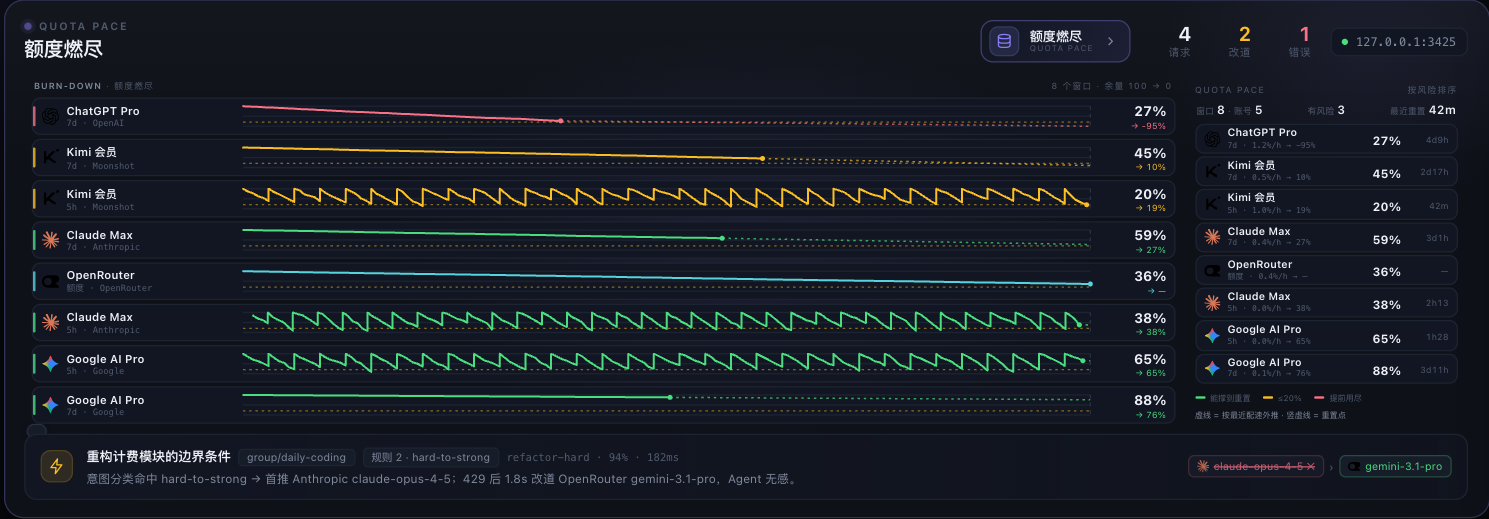 QUOTA PACE
额度燃尽
额度燃尽
QUOTA PACE
4
请求
2
改道
1
错误
127.0.0.1:3425
BURN-DOWN · 额度燃尽
8 个窗口 · 余量 100 → 0
ChatGPT Pro
7d · OpenAI
27%
→ -95%
Kimi 会员
7d · Moonshot
45%
→ 10%
Kimi 会员
5h · Moonshot
20%
→ 19%
Claude Max
7d · Anthropic
59%
→ 27%
OpenRouter
额度 · OpenRouter
36%
→ —
Claude Max
5h · Anthropic
38%
→ 38%
Google AI Pro
5h · Google
65%
→ 65%
Google AI Pro
7d · Google
88%
→ 76%
QUOTA PACE
按风险排序
窗口 8 · 账号 5
有风险 3
最近重置 42m
ChatGPT Pro
7d · 1.2%/h → -95%
27%
4d9h
Kimi 会员
7d · 0.5%/h → 10%
45%
2d17h
Kimi 会员
5h · 1.0%/h → 19%
20%
42m
Claude Max
7d · 0.4%/h → 27%
59%
3d1h
OpenRouter
额度 · 0.4%/h → —
36%
—
Claude Max
5h · 0.0%/h → 38%
38%
2h13
Google AI Pro
5h · 0.0%/h → 65%
65%
1h28
Google AI Pro
7d · 0.1%/h → 76%
88%
3d11h
能撑到重置
≤20%
提前用尽
虚线 = 按最近配速外推 · 竖虚线 = 重置点
重构计费模块的边界条件
group/daily-coding
规则 2 · hard-to-strong
refactor-hard · 94% · 182ms
意图分类命中 hard-to-strong → 首推 Anthropic claude-opus-4-5；429 后 1.8s 改道 OpenRouter gemini-3.1-pro，Agent 无感。
claude-opus-4-5 ✕
›
gemini-3.1-pro